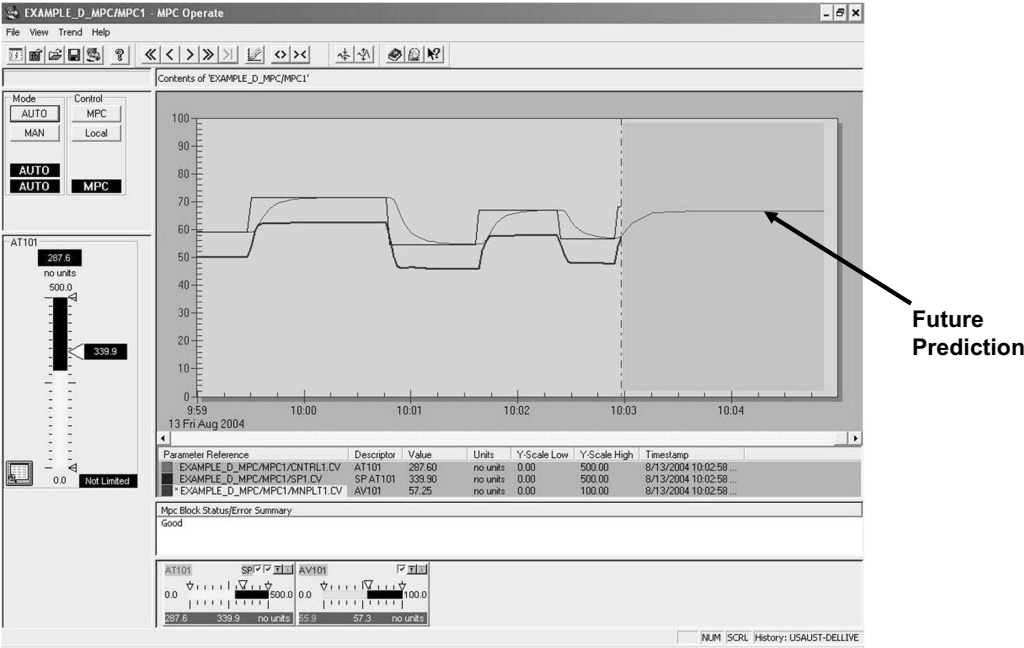 EXAMPLE_D_MPC/MPC1 - MPC Operate
File View Trend Help
Contents of 'EXAMPLE_D_MPC/MPC1'
Mode Control
AUTO MPC
MAN Local
AUTO
AUTO MPC
AT101
287.6
no units
500.0
339.9
0.0 Not Limited
100
90
80
70
60
50
40
30
20
10
0
9:59 10:00 10:01 10:02 10:03 10:04
13 Fri Aug 2004
Future
Prediction
Parameter Reference Descriptor Value Units Y-Scale Low Y-Scale High Timestamp
EXAMPLE_D_MPC/MPC1/CNTRL1.CV AT101 287.60 no units 0.00 500.00 8/13/2004 10:02:58 ...
EXAMPLE_D_MPC/MPC1/SP1.CV SP AT101 339.90 no units 0.00 500.00 8/13/2004 10:02:58 ...
* EXAMPLE_D_MPC/MPC1/MNPLT1.CV AV101 57.25 no units 0.00 100.00 8/13/2004 10:02:58 ...
Mpc Block Status/Error Summary
Good
AT101 SP AV101
0.0 500.0 0.0 100.0
287.6 339.9 no units 55.9 57.3 no units
NUM SCRL History: USAUST-DELLIVE